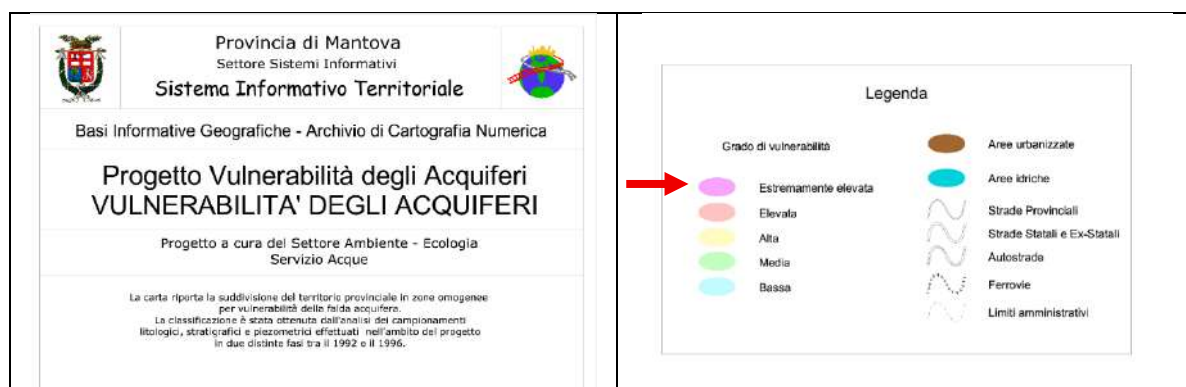 Provincia di Mantova
Settore Sistemi Informativi
Sistema Informativo Territoriale
Basi Informative Geografiche - Archivio di Cartografia Numerica
Progetto Vulnerabilità degli Acquiferi
VULNERABILITA' DEGLI ACQUIFERI
Progetto a cura del Settore Ambiente - Ecologia
Servizio Acque
La carta riporta la suddivisione del territorio provinciale in zone omogenee
per vulnerabilità della falda acquifera.
La classificazione è stata ottenuta dall'analisi dei campionamenti
litologici, stratigrafici e piezometrici effettuati nell'ambito del progetto
in due distinte fasi tra il 1992 e il 1996.
Legenda
Grado di vulnerabilità
Estremamente elevata
Elevata
Alta
Media
Bassa
Aree urbanizzate
Aree idriche
Strade Provinciali
Strade Statali e Ex-Statali
Autostrade
Ferrovie
Limiti amministrativi